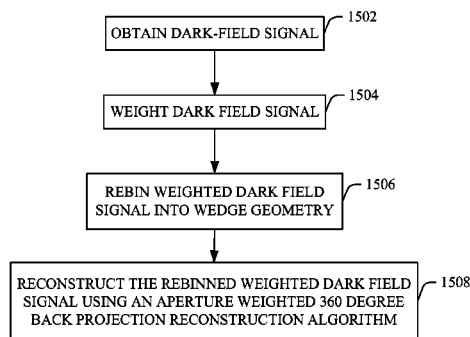 1502
OBTAIN DARK-FIELD SIGNAL
1504
WEIGHT DARK FIELD SIGNAL
1506
REBIN WEIGHTED DARK FIELD
SIGNAL INTO WEDGE GEOMETRY
1508
RECONSTRUCT THE REBINNED WEIGHTED DARK FIELD
SIGNAL USING AN APERTURE WEIGHTED 360 DEGREE
BACK PROJECTION RECONSTRUCTION ALGORITHM